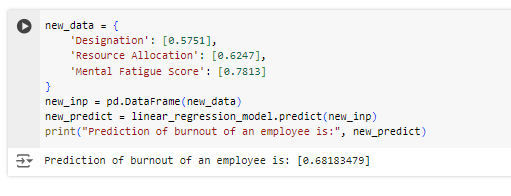 new_data = {
    'Designation': [0.5751],
    'Resource Allocation': [0.6247],
    'Mental Fatigue Score': [0.7813]
}
new_inp = pd.DataFrame(new_data)
new_predict = linear_regression_model.predict(new_inp)
print("Prediction of burnout of an employee is:", new_predict)
Prediction of burnout of an employee is: [0.68183479]